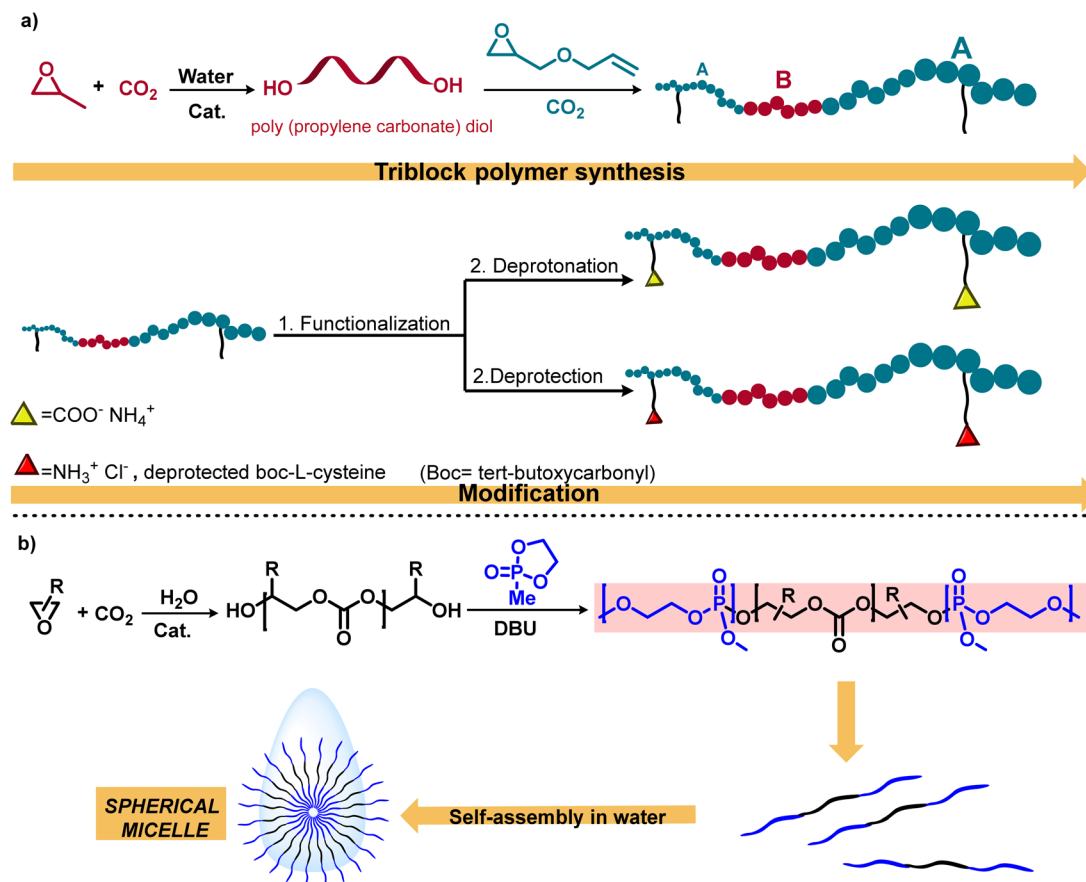 a)
O
+ CO2
Water
Cat.
HO
OH
poly (propylene carbonate) diol
O
O
CO2
A
B
A
Triblock polymer synthesis
1. Functionalization
2. Deprotonation
2.Deprotection
=COO- NH4+
=NH3+ Cl-, deprotected boc-L-cysteine (Boc= tert-butoxycarbonyl)
Modification
b)
R
O
+ CO2
H2O
Cat.
R
HO
O
O
O
R
OH
O
O
O=P
O
Me
DBU
O
O
O
P
O
O
R
O
O
O
R
O
O
P
O
O
O
SPHERICAL
MICELLE
Self-assembly in water